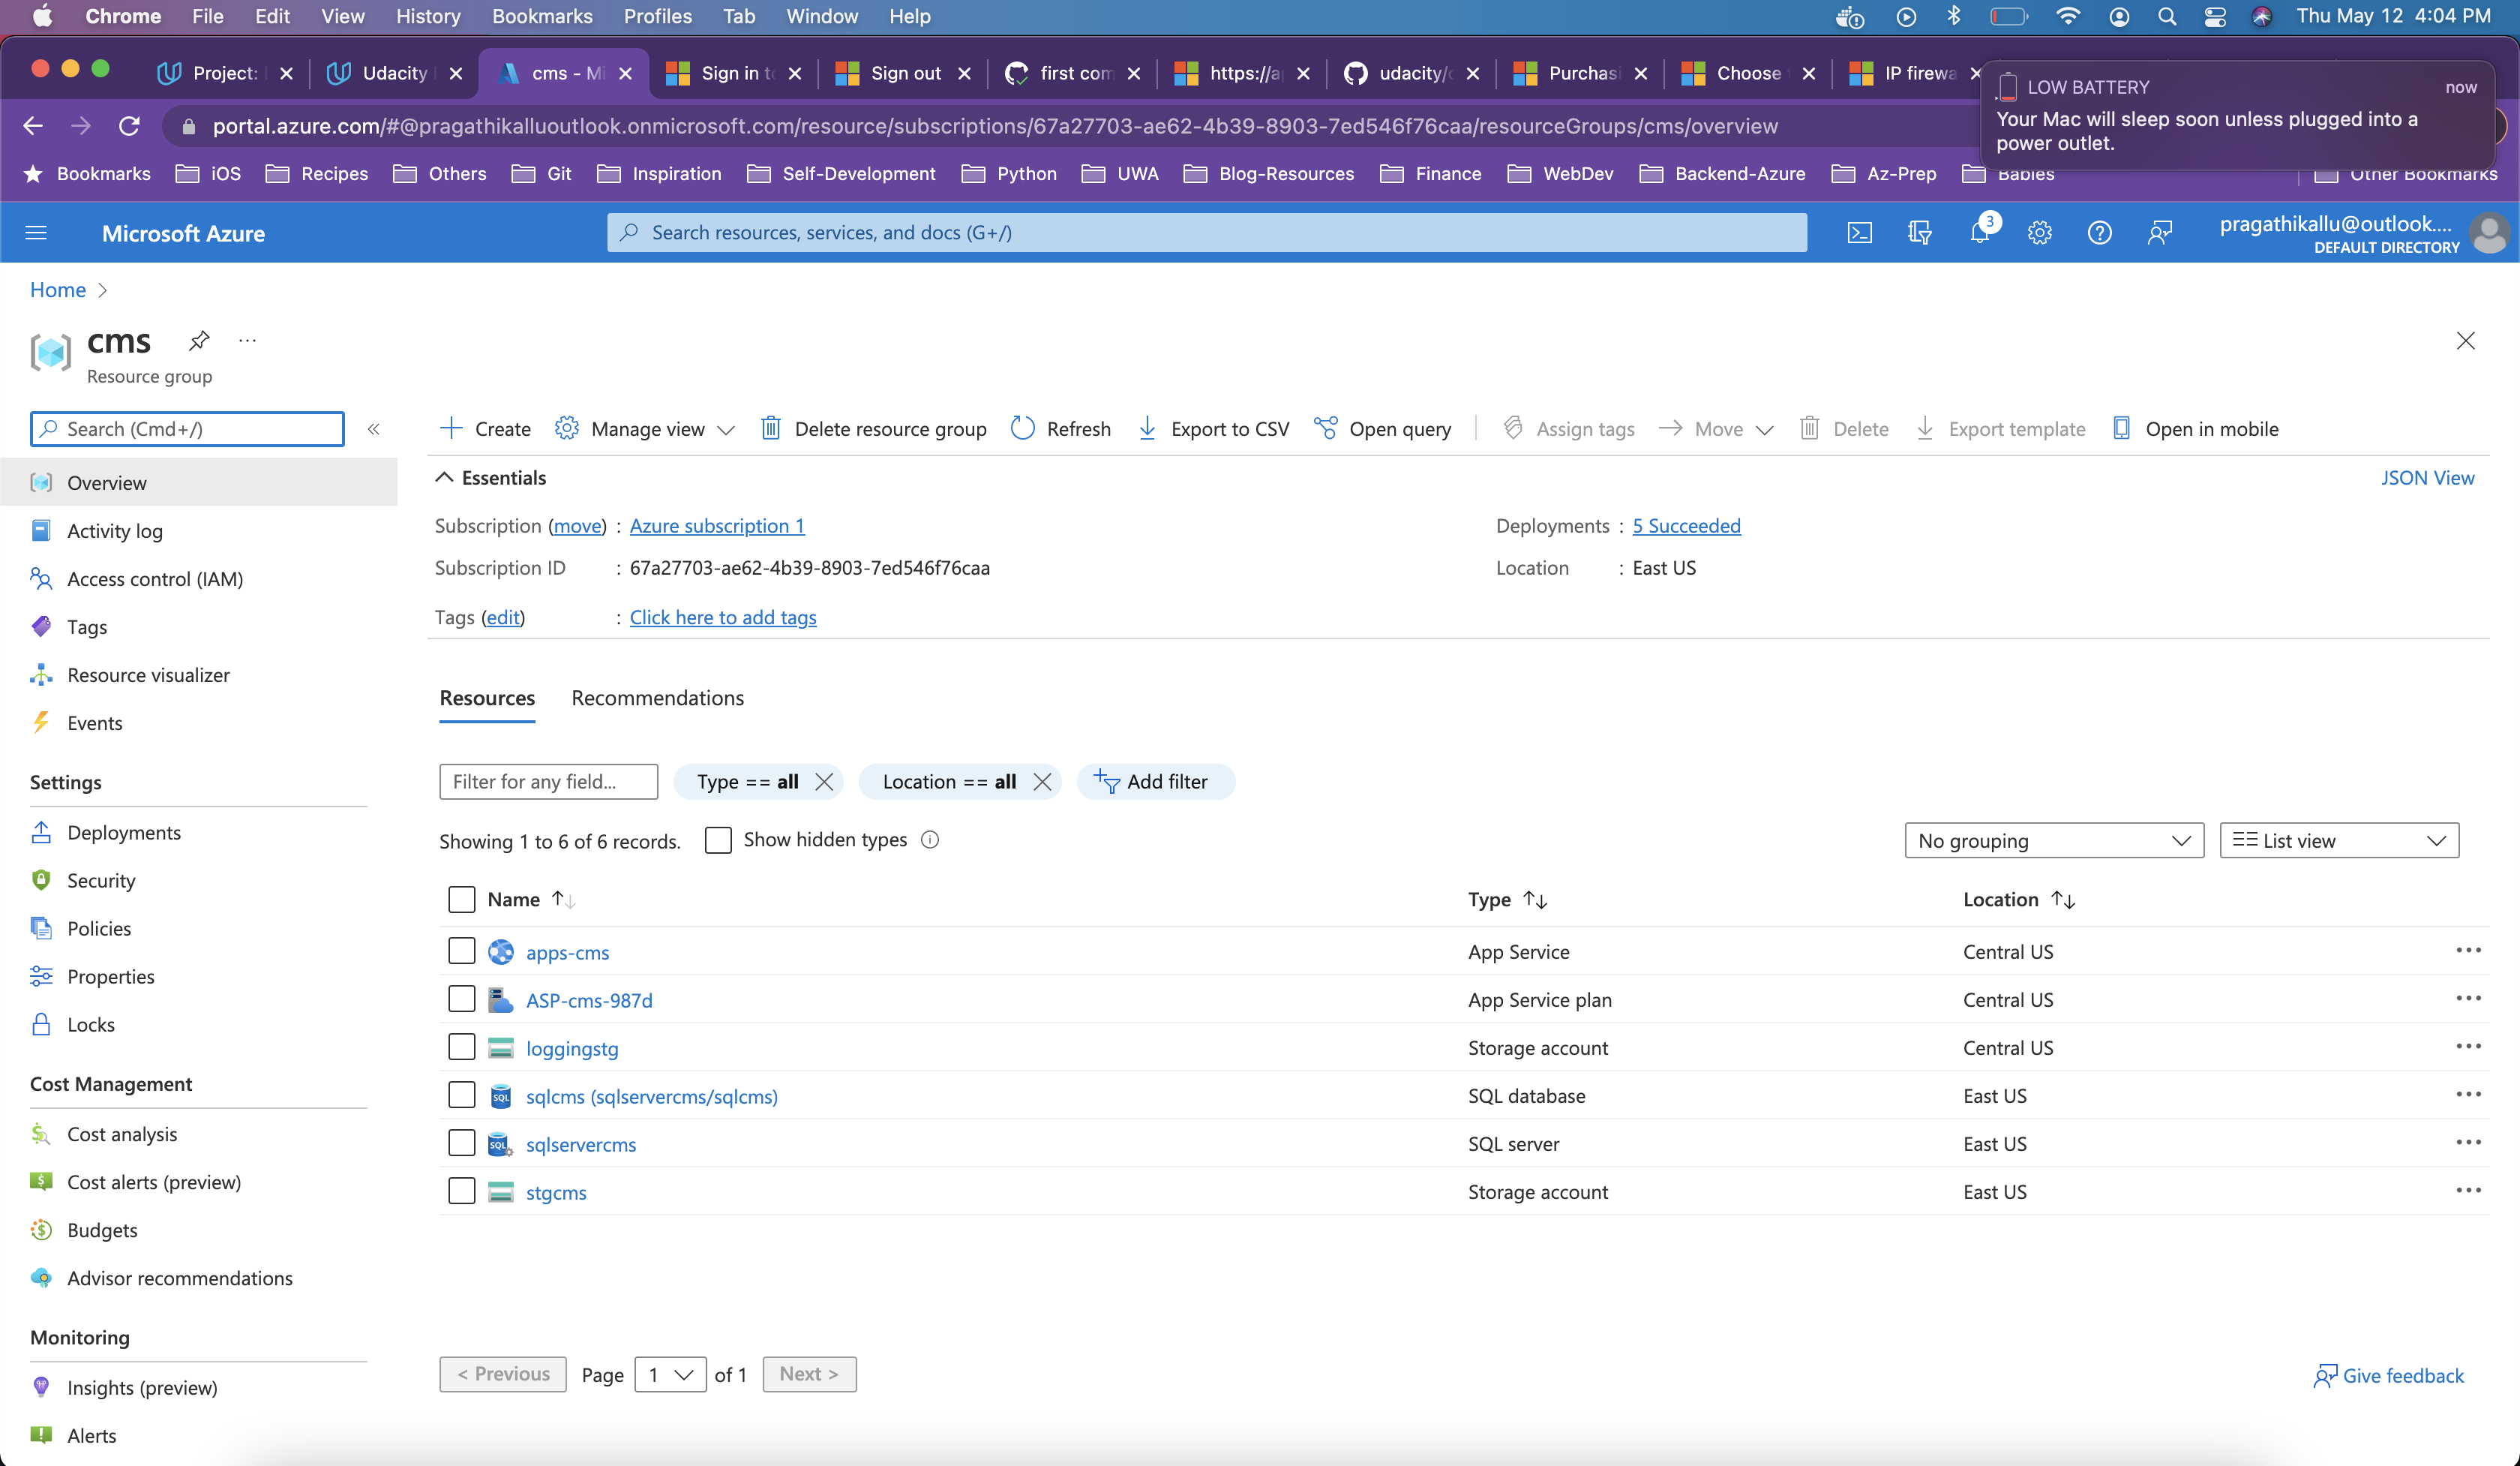 Chrome File Edit View History Bookmarks Profiles Tab Window Help Thu May 12 4:04 PM
Project: Udacity cms - Mi Sign in to Sign out first com https://a udacity/c Purchasi Choose IP firewa
LOW BATTERY now
Your Mac will sleep soon unless plugged into a
power outlet.
portal.azure.com/#@pragathikalluoutlook.onmicrosoft.com/resource/subscriptions/67a27703-ae62-4b39-8903-7ed546f76caa/resourceGroups/cms/overview
Bookmarks iOS Recipes Others Git Inspiration Self-Development Python UWA Blog-Resources Finance WebDev Backend-Azure Az-Prep Babies Other Bookmarks
Microsoft Azure Search resources, services, and docs (G+/) 3 pragathikallu@outlook....
DEFAULT DIRECTORY
Home >
cms ...
Resource group
Search (Cmd+/) «
Create Manage view Delete resource group Refresh Export to CSV Open query Assign tags Move Delete Export template Open in mobile
Overview
Activity log
Access control (IAM)
Tags
Resource visualizer
Events
Settings
Deployments
Security
Policies
Properties
Locks
Cost Management
Cost analysis
Cost alerts (preview)
Budgets
Advisor recommendations
Monitoring
Insights (preview)
Alerts
Essentials JSON View
Subscription (move) : Azure subscription 1 Deployments : 5 Succeeded
Subscription ID : 67a27703-ae62-4b39-8903-7ed546f76caa Location : East US
Tags (edit) : Click here to add tags
Resources Recommendations
Filter for any field... Type == all Location == all Add filter
Showing 1 to 6 of 6 records. Show hidden types No grouping List view
Name Type Location
apps-cms App Service Central US
ASP-cms-987d App Service plan Central US
loggingstg Storage account Central US
sqlcms (sqlservercms/sqlcms) SQL database East US
sqlservercms SQL server East US
stgcms Storage account East US
< Previous Page 1 of 1 Next > Give feedback